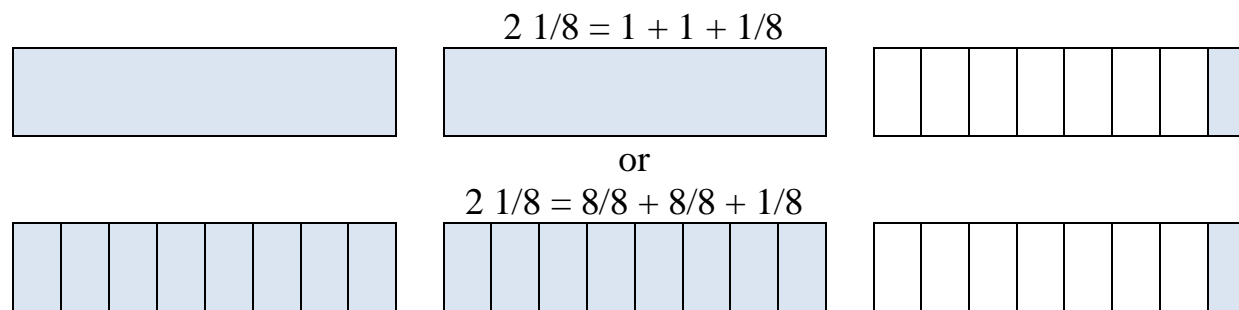 2 1/8 = 1 + 1 + 1/8
or
2 1/8 = 8/8 + 8/8 + 1/8